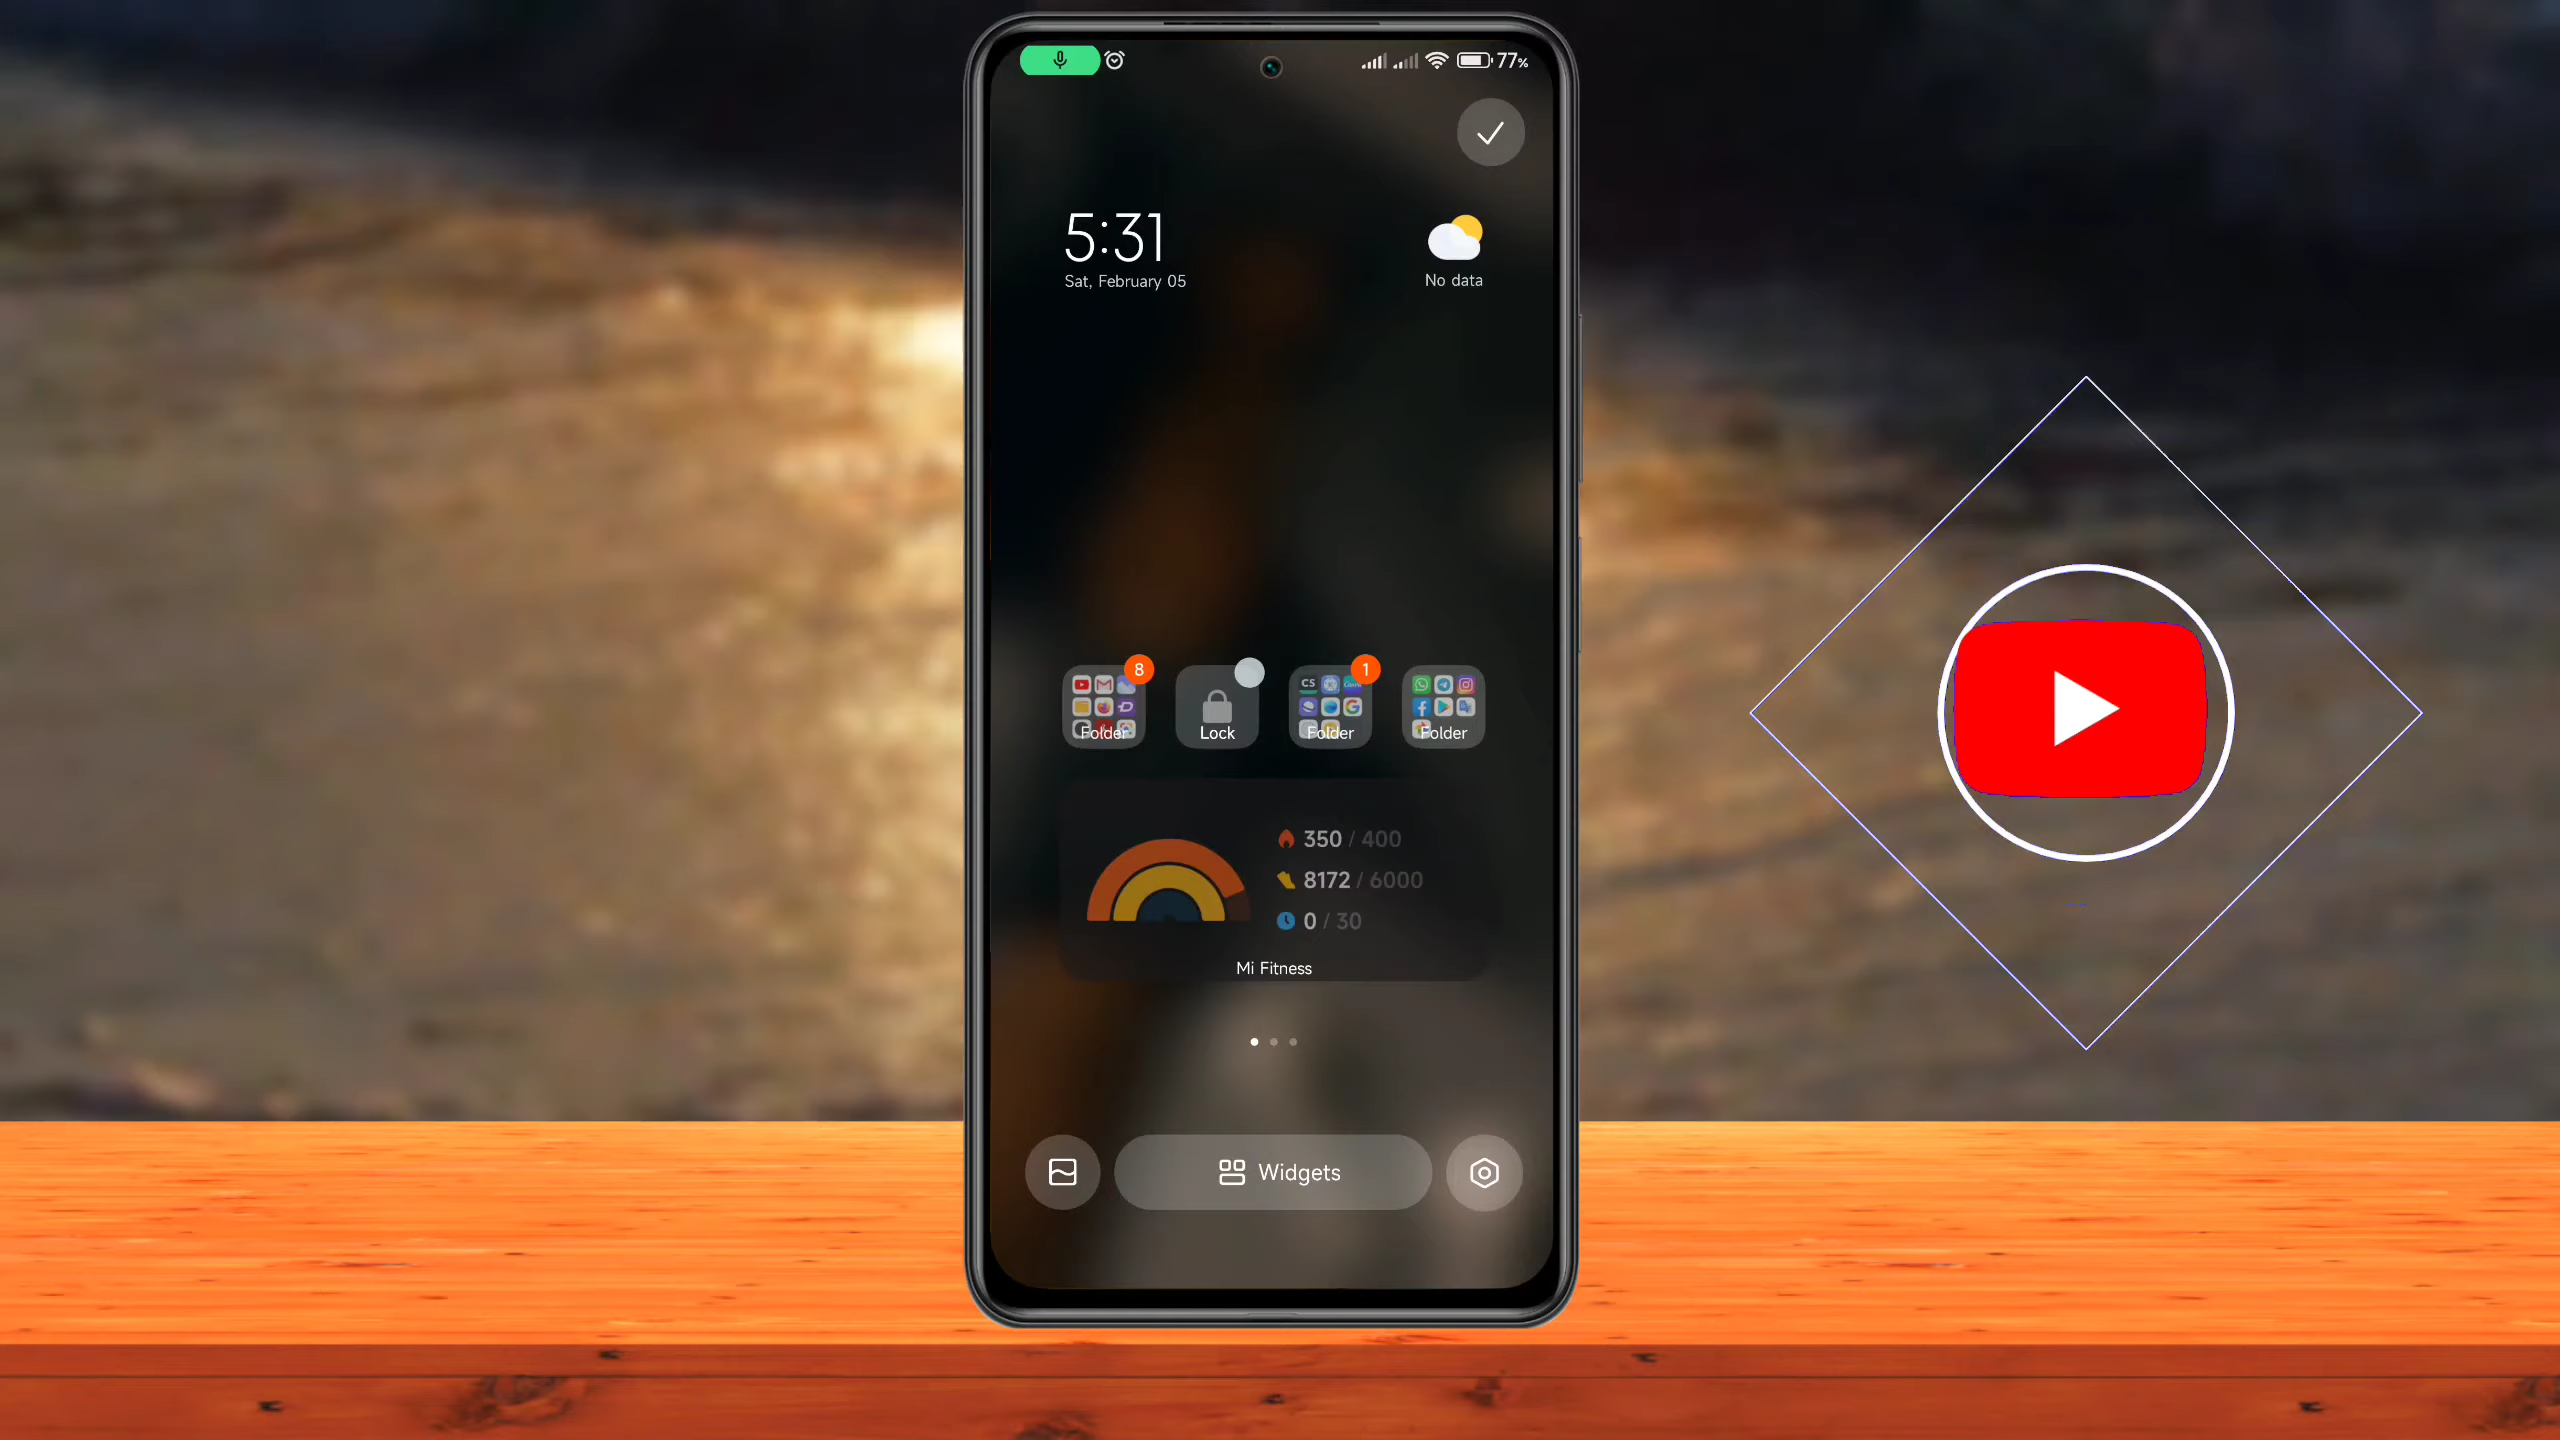 77%
5:31
Sat, February 05
No data
8
1
CS
Folder
Lock
Folder
Folder
350 / 400
8172 / 6000
0 / 30
Mi Fitness
Widgets